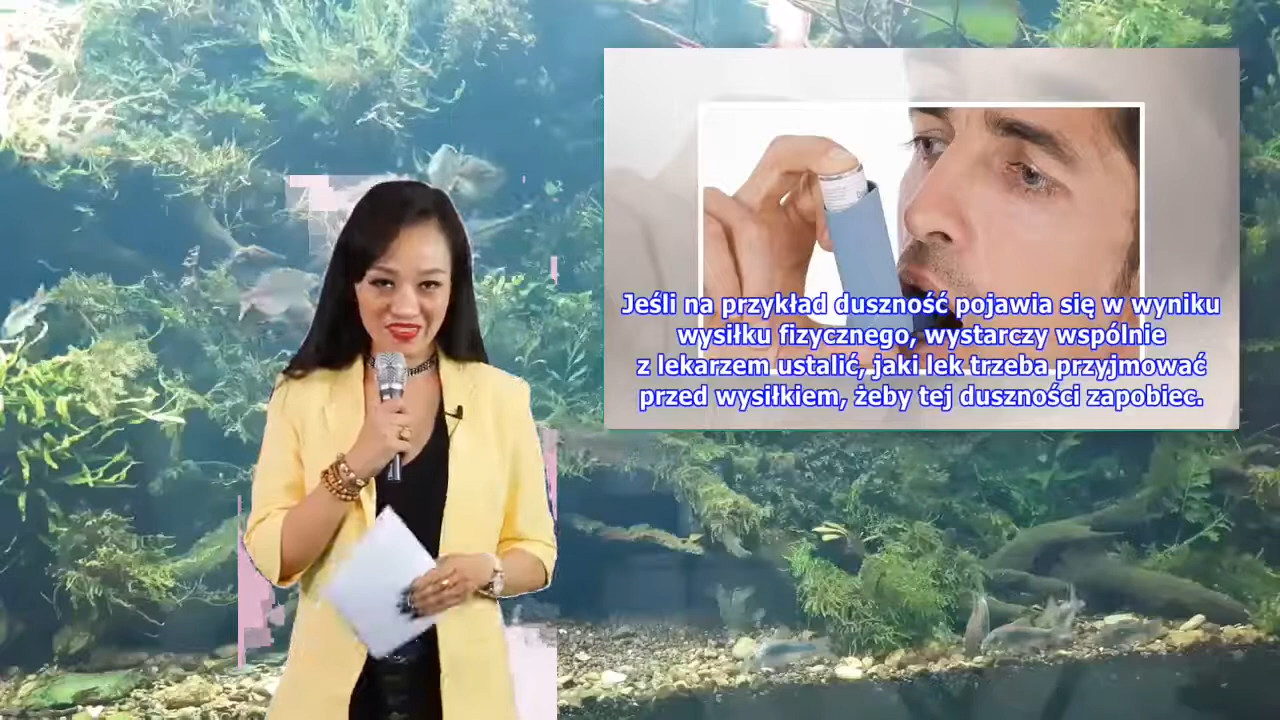 Jeśli na przykład duszność pojawia się w wyniku
wysiłku fizycznego, wystarczy wspólnie
z lekarzem ustalić, jaki lek trzeba przyjmować
przed wysiłkiem, żeby tej duszności zapobiec.